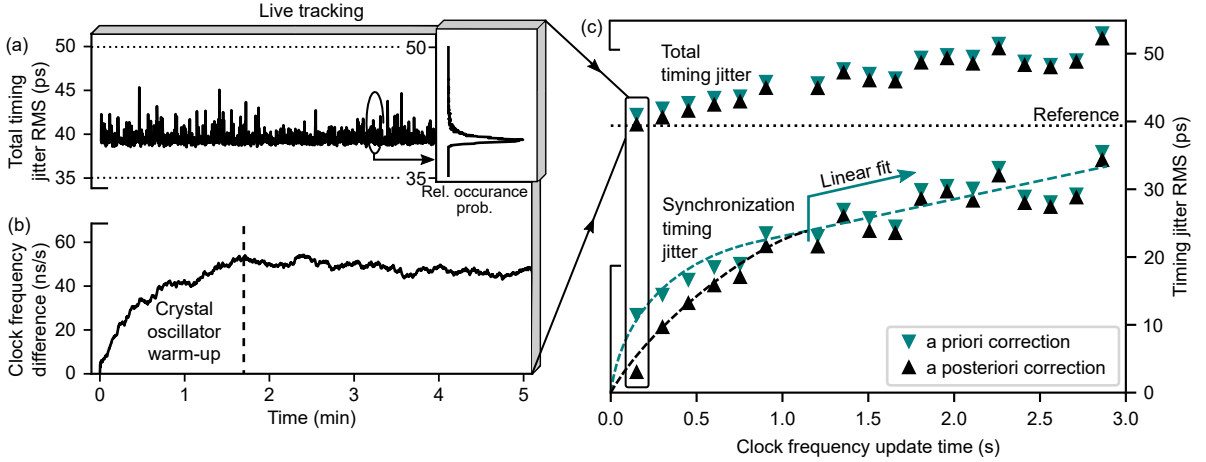 Live tracking
(a)
Total timing
jitter RMS (ps)
50
45
40
35
50
35
Rel. occurance
prob.
(b)
Clock frequency
difference (ns/s)
60
40
20
0
Crystal
oscillator
warm-up
0
1
2
3
4
5
Time (min)
(c)
Total
timing jitter
Reference
Linear fit
Synchronization
timing
jitter
a priori correction
a posteriori correction
50
40
30
20
10
0
Timing jitter RMS (ps)
0.0
0.5
1.0
1.5
2.0
2.5
3.0
Clock frequency update time (s)